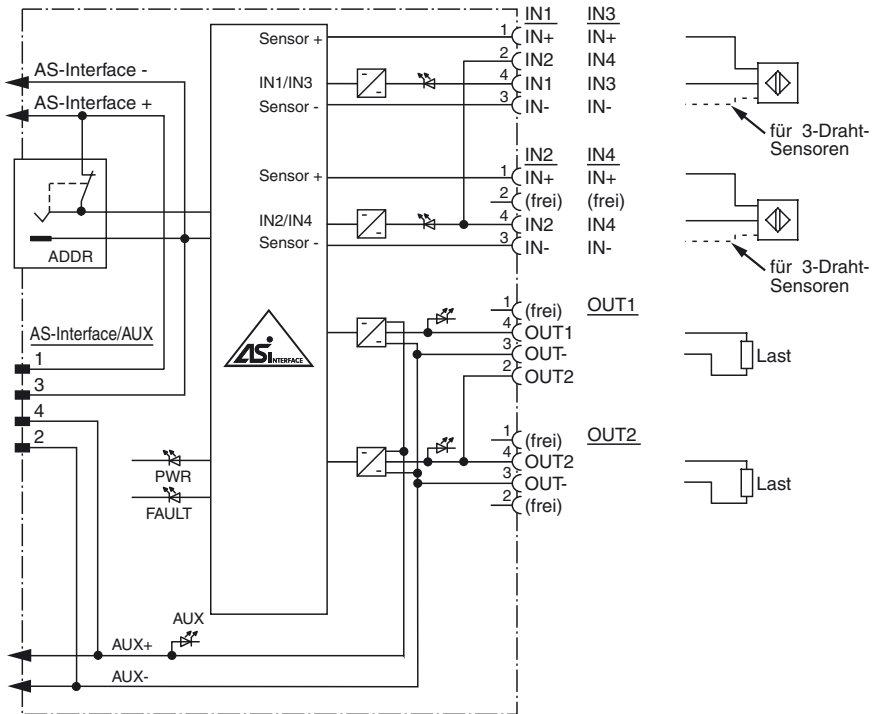 IN1 IN3
Sensor + 1 IN+ IN+
2 IN2 IN4
AS-Interface -
IN1/IN3 4 IN1 IN3
AS-Interface +
Sensor - 3 IN- IN-
für 3-Draht-
Sensoren
IN2 IN4
Sensor + 1 IN+ IN+
2 (frei) (frei)
IN2/IN4 4 IN2 IN4
Sensor - 3 IN- IN-
ADDR
für 3-Draht-
Sensoren
1 (frei) OUT1
AS-Interface/AUX
4 OUT1
ASi INTERFACE
3 OUT- Last
1
2 OUT2
3
4
2
1 (frei) OUT2
4 OUT2
PWR
3 OUT- Last
2 (frei)
FAULT
AUX
AUX+
AUX-